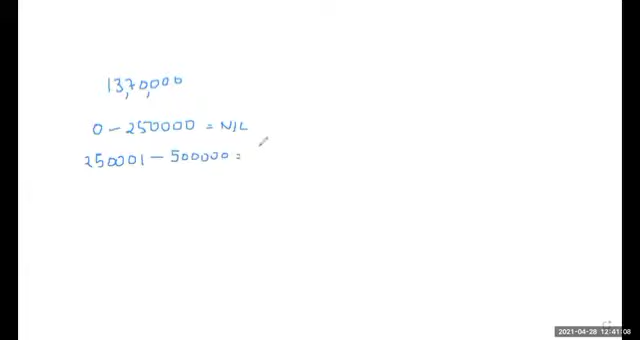 13,70,000
0 - 250000 = NIL
250001 - 500000 =
2021-04-28 12:41:08